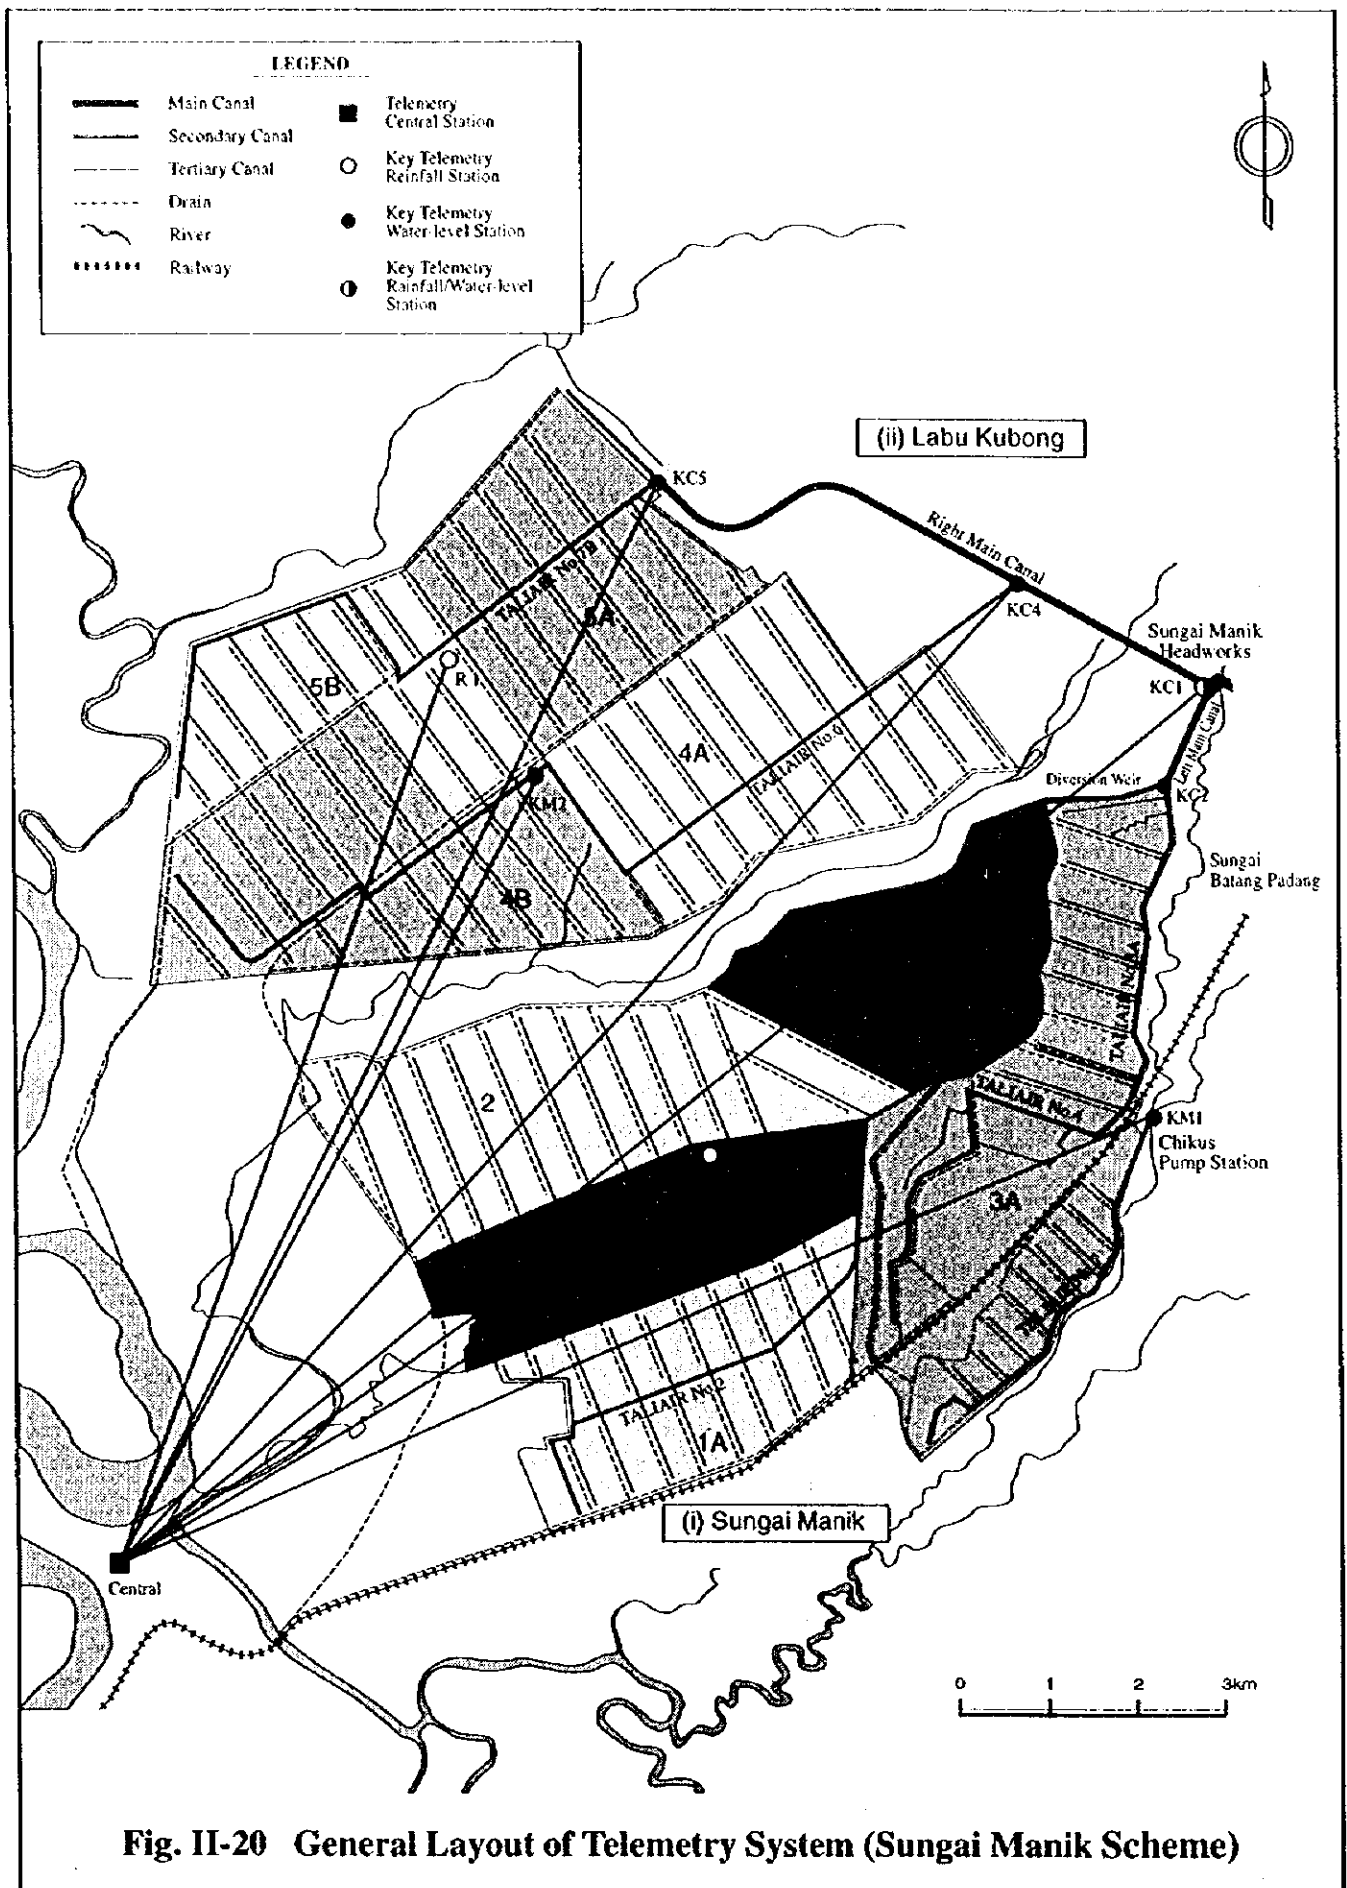 LEGEND
Main Canal
Secondary Canal
Tertiary Canal
Drain
River
Railway
Telemetry
Central Station
Key Telemetry
Reinfall Station
Key Telemetry
Water-level Station
Key Telemetry
Rainfall/Water-level
Station
(ii) Labu Kubong
KC5
Right Main Canal
KC4
TALIAIR No.7B
5A
Sungai Manik
Headworks
KC1
R1
5B
Left Main Canal
4A
TALIAIR No.6
Diversion Weir
KC2
KM2
Sungai
Batang Padang
4B
2
TALIAIR No.4
KM1
Chikus
Pump Station
3A
TALIAIR No.2
1A
(i) Sungai Manik
Central
0 1 2 3km
Fig. II-20 General Layout of Telemetry System (Sungai Manik Scheme)